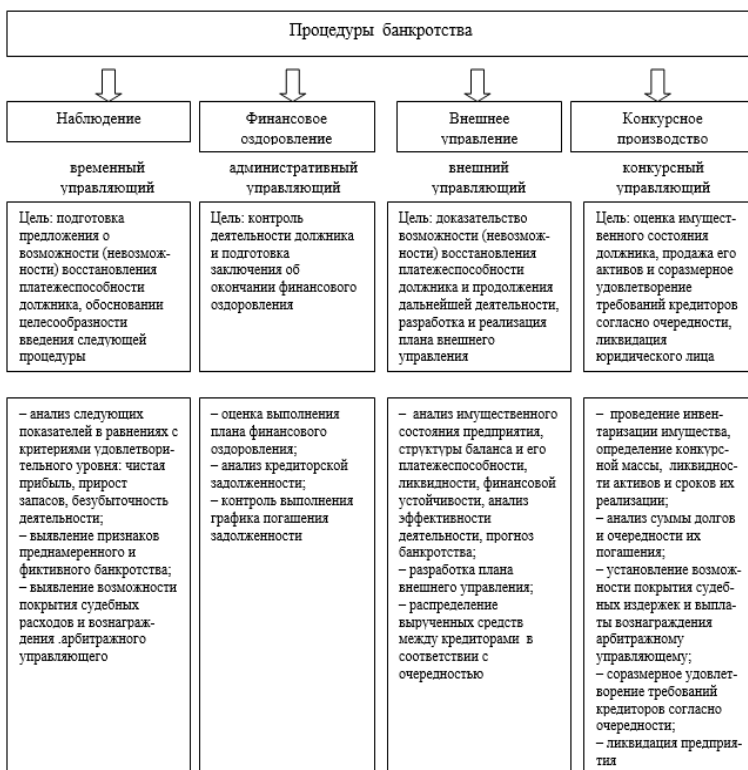 Процедуры банкротства
Наблюдение
Финансовое
оздоровление
Внешнее
управление
Конкурсное
производство
временный
управляющий
административный
управляющий
внешний
управляющий
конкурсный
управляющий
Цель: подготовка
предложения о
возможности (невозмож-
ности) восстановления
платежеспособности
должника, обосновании
целесообразности
введения следующей
процедуры
Цель: контроль
деятельности должника
и подготовка
заключения об
окончании финансового
оздоровления
Цель: доказательство
возможности (невозмож-
ности) восстановления
платежеспособности
должника и продолжения
дальнейшей деятельности,
разработка и реализация
плана внешнего
управления
Цель: оценка имущест-
венного состояния
должника, продажа его
активов и соразмерное
удовлетворение
требований кредиторов
согласно очередности,
ликвидация
юридического лица
– анализ следующих
показателей в равнениях с
критериями удовлетвори-
тельного уровня: чистая
прибыль, прирост
запасов, безубыточность
деятельности;
– выявление признаков
преднамеренного и
фиктивного банкротства;
– выявление возможности
покрытия судебных
расходов и вознаграж-
дения .арбитражного
управляющего
– оценка выполнения
плана финансового
оздоровления;
– анализ кредиторской
задолженности;
– контроль выполнения
графика погашения
задолженности
– анализ имущественного
состояния предприятия,
структуры баланса и его
платежеспособности,
ликвидности, финансовой
устойчивости, анализ
эффективности
деятельности, прогноз
банкротства;
– разработка плана
внешнего управления;
– распределение
вырученных средств
между кредиторами в
соответствии с
очередностью
– проведение инвен-
таризации имущества,
определение конкурс-
ной массы, ликвиднос-
ти активов и сроков их
реализации;
– анализ суммы долгов
и очередности их
погашения;
– установление возмож-
ности покрытия судеб-
ных издержек и выпла-
ты вознаграждения
арбитражному
управляющему;
– соразмерное удовлет-
ворение требований
кредиторов согласно
очередности;
– ликвидация предприя-
тия